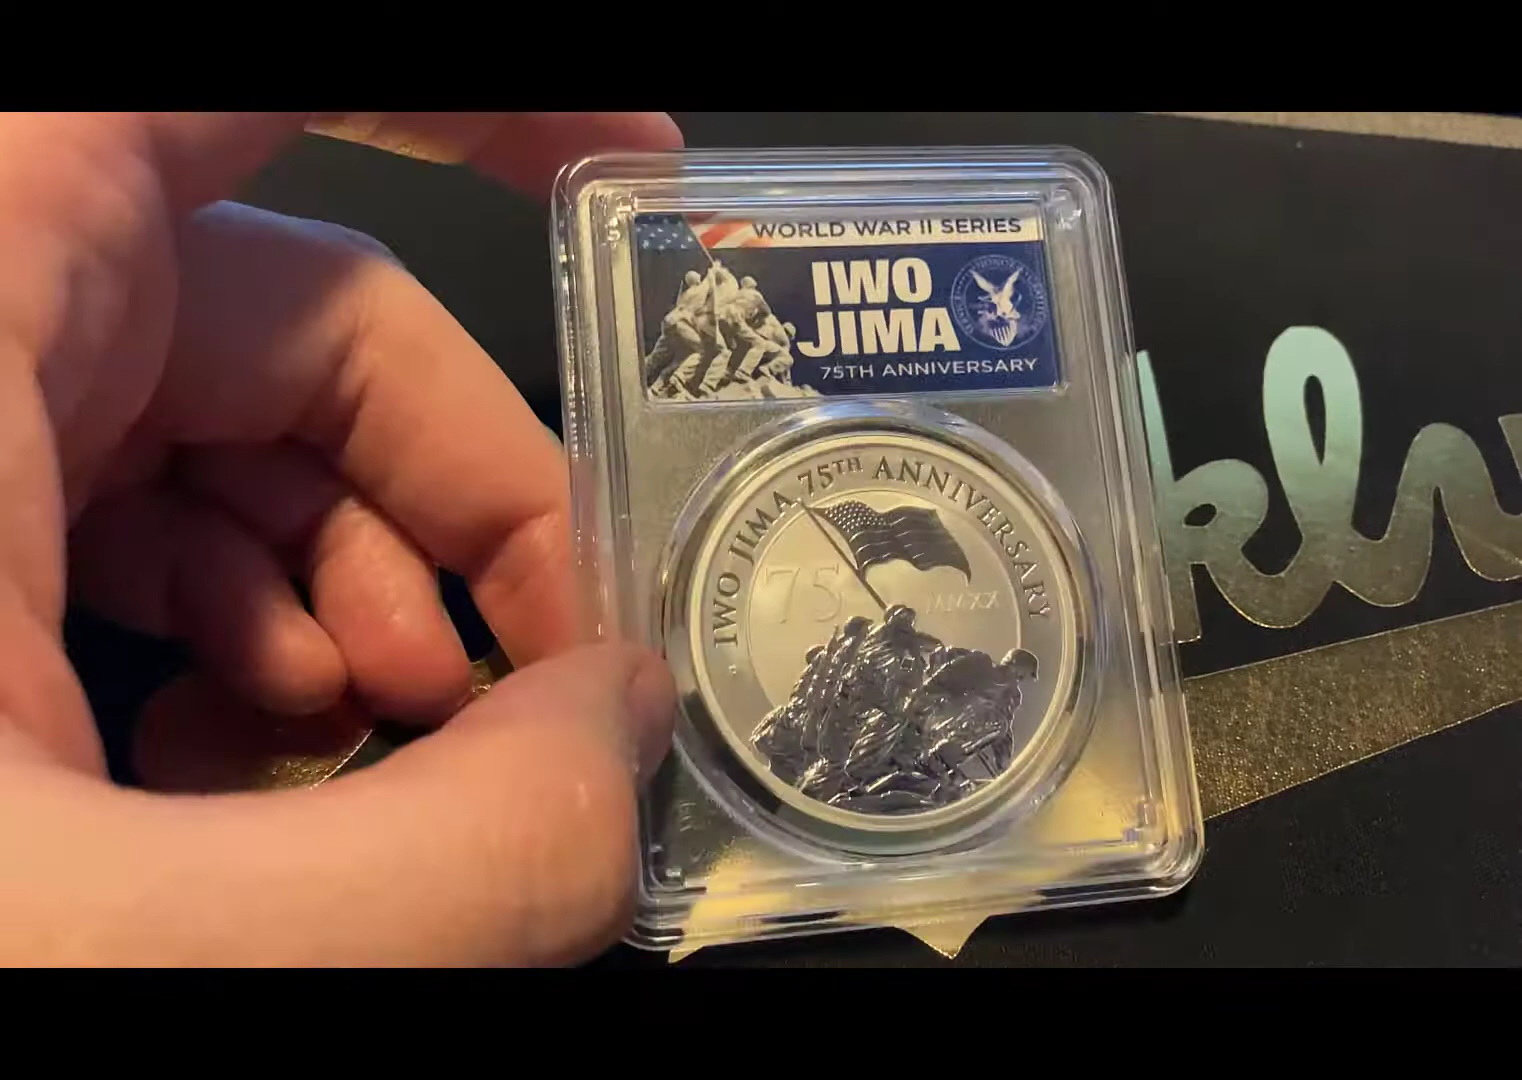 WORLD WAR II SERIES
IWO
JIMA
75TH ANNIVERSARY
IWO JIMA 75TH ANNIVERSARY
75